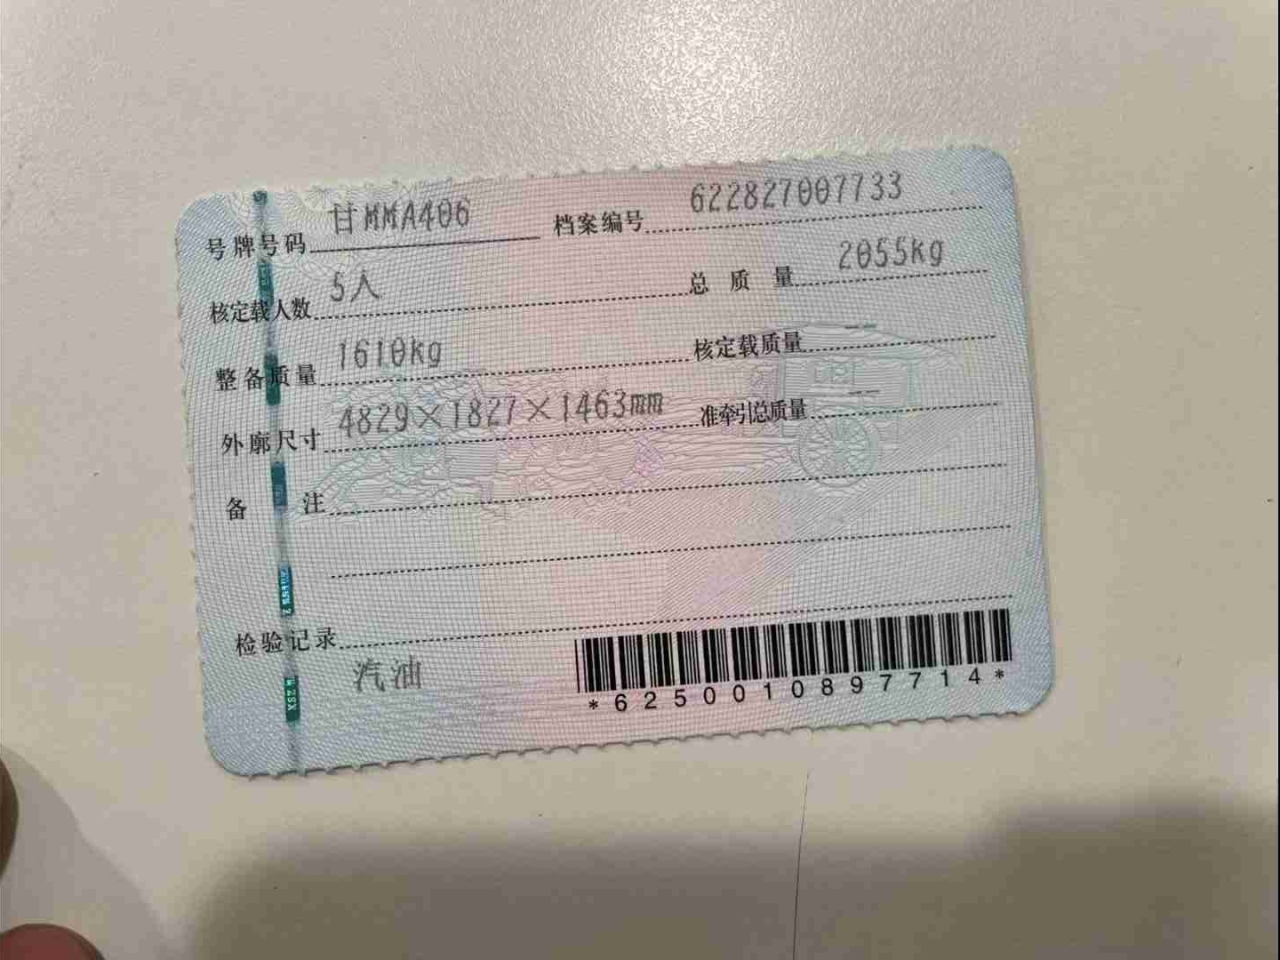 号牌号码 甘MMA406 档案编号 622827007733
核定载人数 5人 总质量 2055kg
整备质量 1610kg 核定载质量 --
外廓尺寸 4829×1827×1463mm 准牵引总质量 --
备注
检验记录
汽油
*6250010897714*